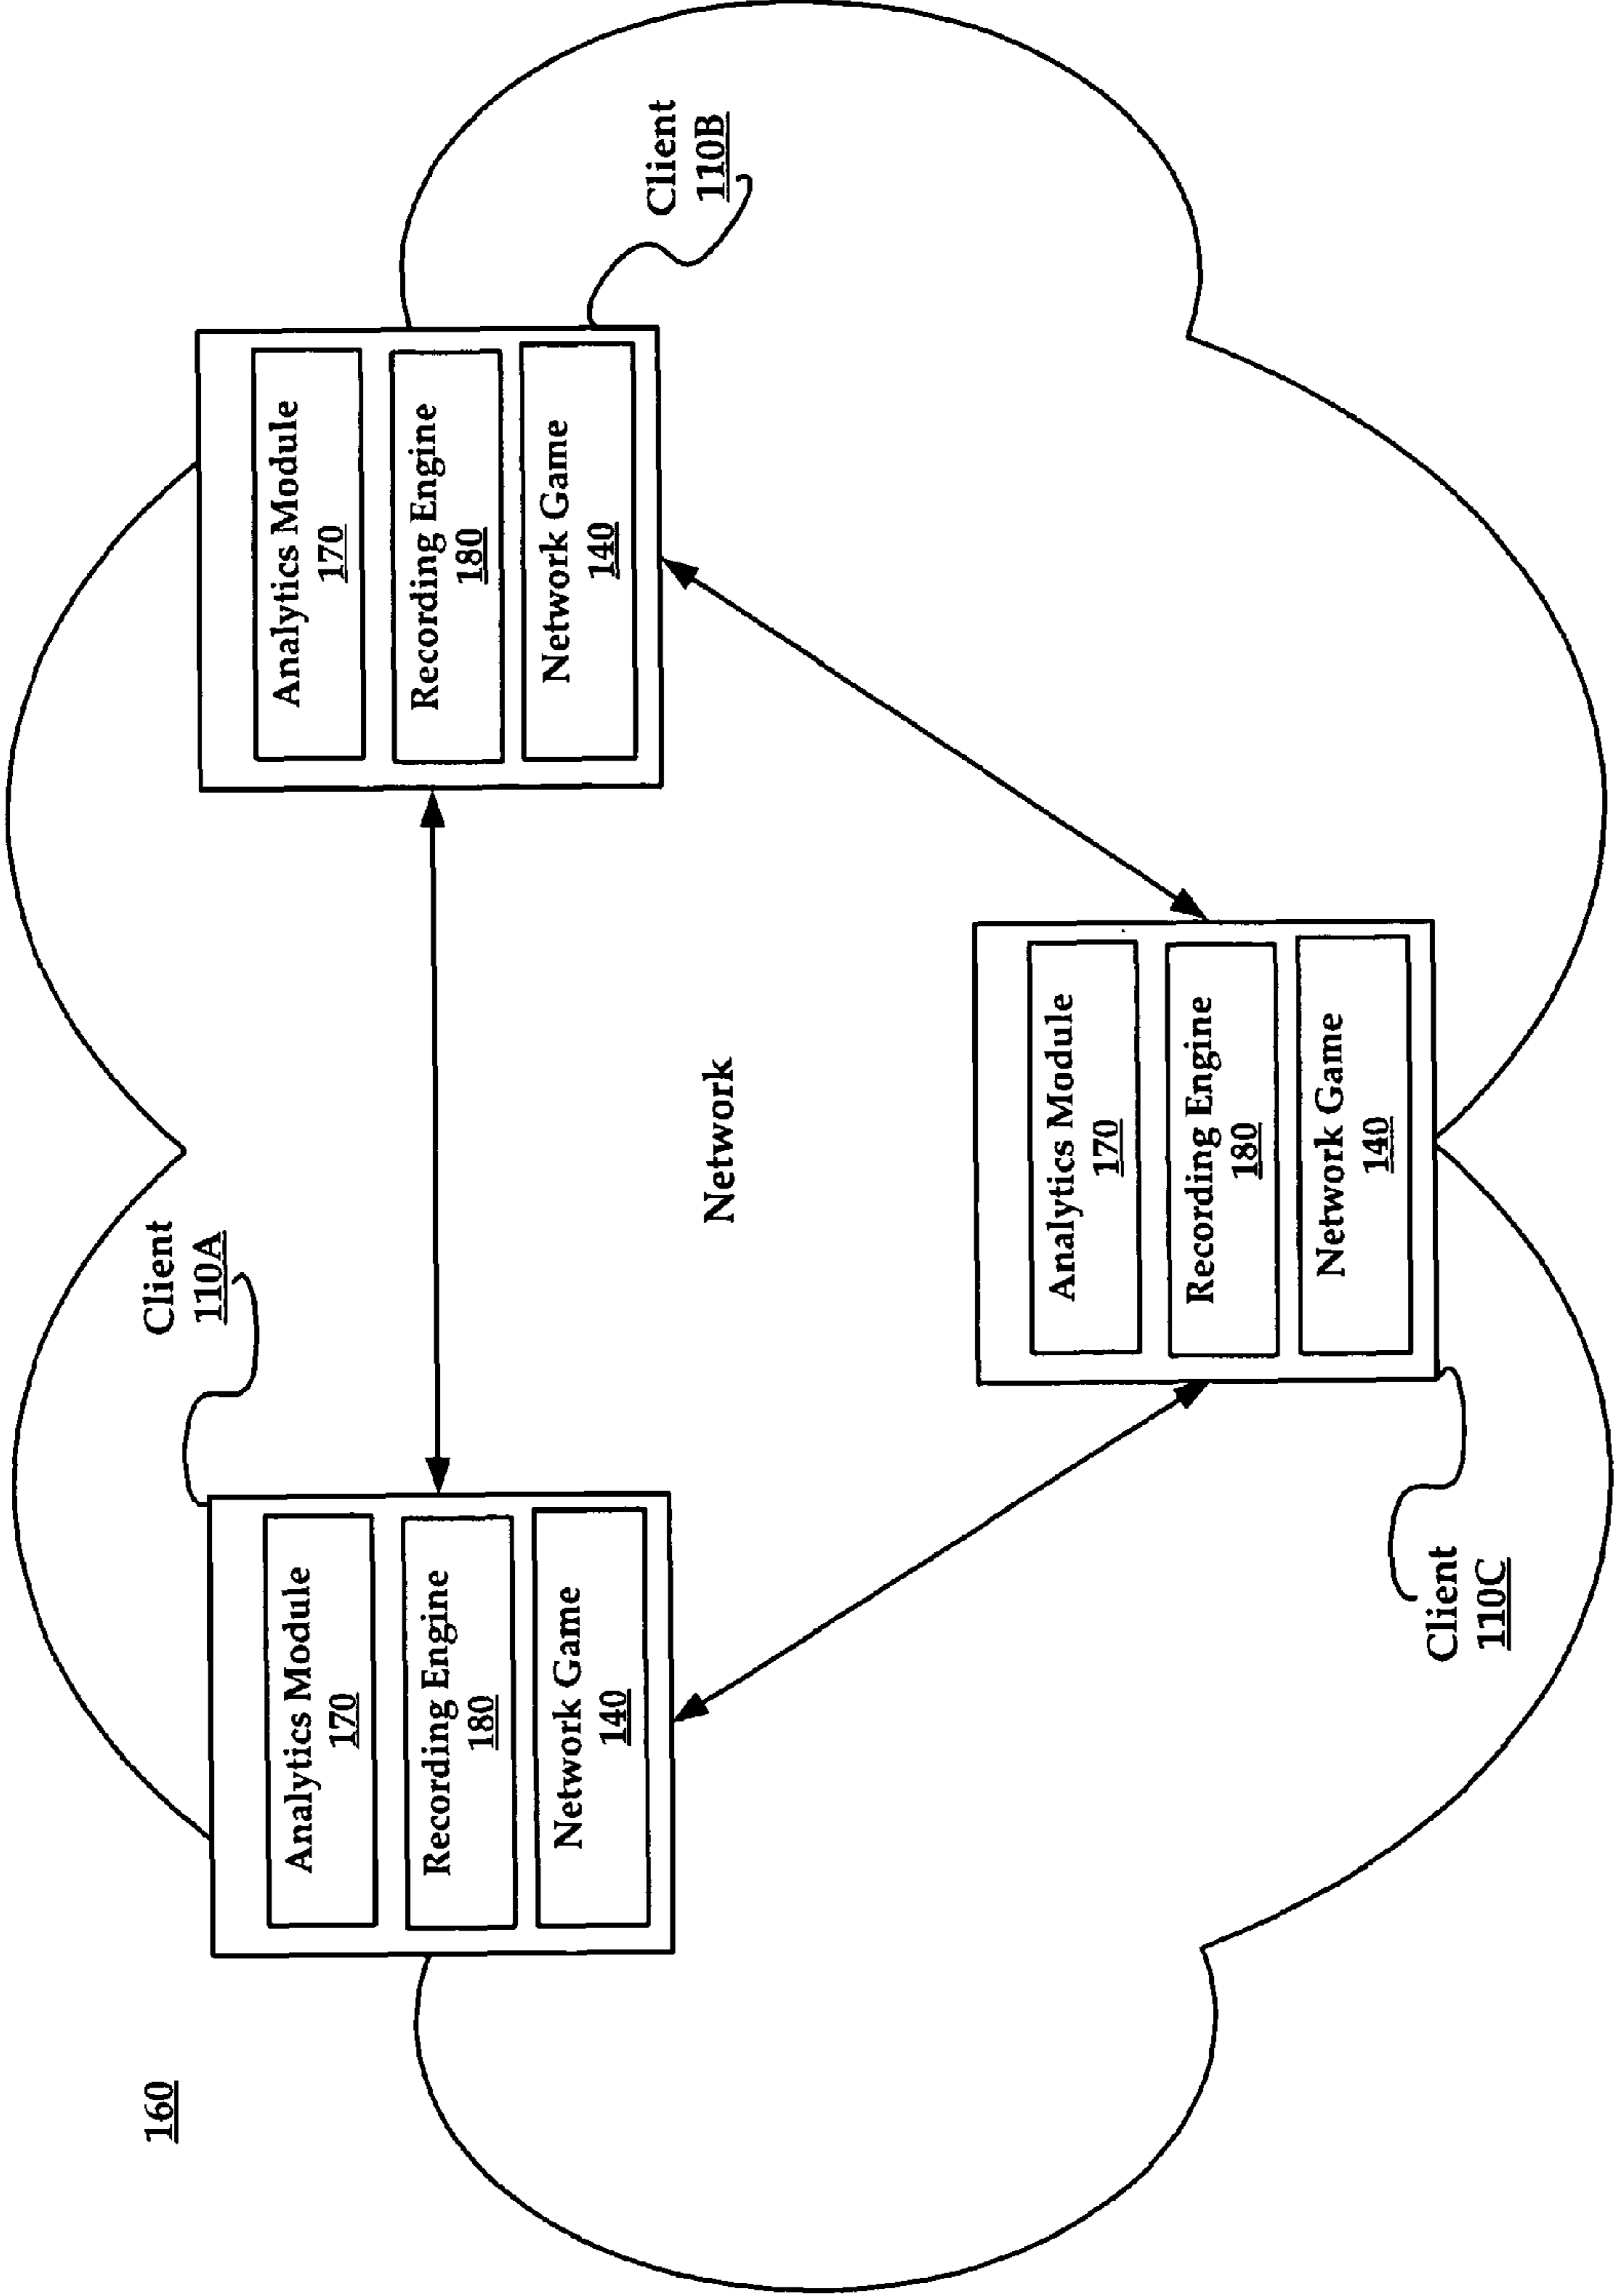 160
Client
110A
Analytics Module
170
Recording Engine
180
Network Game
140
Client
110B
Analytics Module
170
Recording Engine
180
Network Game
140
Network
Analytics Module
170
Recording Engine
180
Network Game
140
Client
110C